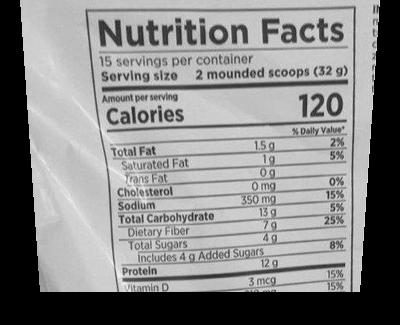 Nutrition Facts
15 servings per container
Serving size 2 mounded scoops (32 g)
Amount per serving
Calories 120
% Daily Value*
Total Fat 1.5 g 2%
Saturated Fat 1 g 5%
Trans Fat 0 g
Cholesterol 0 mg 0%
Sodium 350 mg 15%
Total Carbohydrate 13 g 5%
Dietary Fiber 7 g 25%
Total Sugars 4 g
Includes 4 g Added Sugars 8%
Protein 12 g
Vitamin D 3 mcg 15%
15%